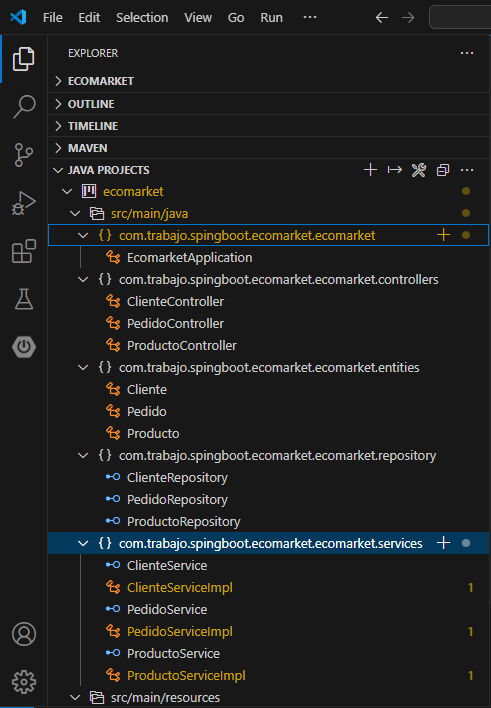 File Edit Selection View Go Run ···
EXPLORER ···
ECOMARKET
OUTLINE
TIMELINE
MAVEN
JAVA PROJECTS ···
ecomarket
src/main/java
{} com.trabajo.spingboot.ecomarket.ecomarket
EcomarketApplication
{} com.trabajo.spingboot.ecomarket.ecomarket.controllers
ClienteController
PedidoController
ProductoController
{} com.trabajo.spingboot.ecomarket.ecomarket.entities
Cliente
Pedido
Producto
{} com.trabajo.spingboot.ecomarket.ecomarket.repository
ClienteRepository
PedidoRepository
ProductoRepository
{} com.trabajo.spingboot.ecomarket.ecomarket.services
ClienteService
ClienteServiceImpl 1
PedidoService
PedidoServiceImpl 1
ProductoService
ProductoServiceImpl 1
src/main/resources